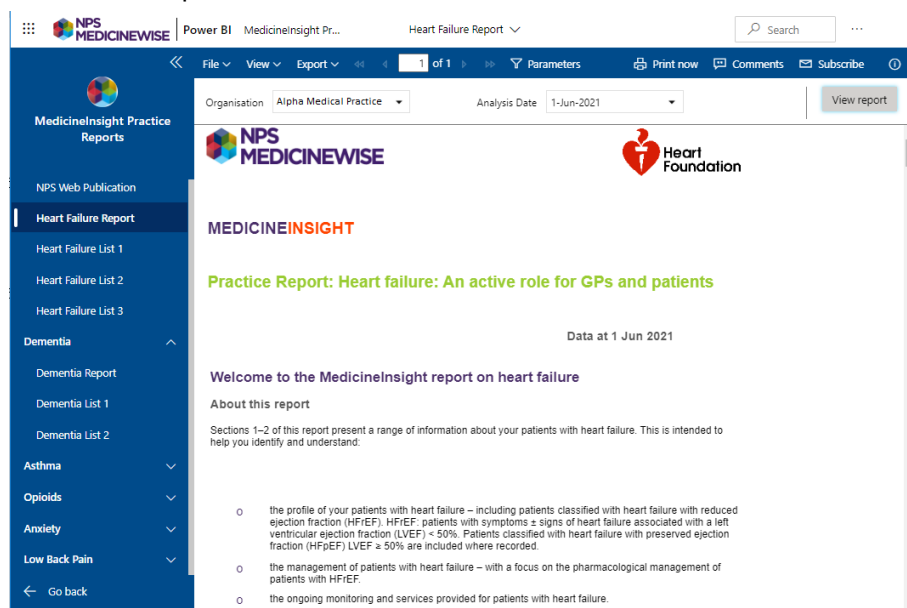 NPS
MEDICINEWISE
Power BI MedicineInsight Pr...
Heart Failure Report
Search
...
File View Export 1 of 1 Parameters Print now Comments Subscribe
MedicineInsight Practice
Reports
NPS Web Publication
Heart Failure Report
Heart Failure List 1
Heart Failure List 2
Heart Failure List 3
Dementia
Dementia Report
Dementia List 1
Dementia List 2
Asthma
Opioids
Anxiety
Low Back Pain
Go back
Organisation Alpha Medical Practice Analysis Date 1-Jun-2021 View report
NPS
MEDICINEWISE
Heart
Foundation
MEDICINEINSIGHT
Practice Report: Heart failure: An active role for GPs and patients
Data at 1 Jun 2021
Welcome to the MedicineInsight report on heart failure
About this report
Sections 1–2 of this report present a range of information about your patients with heart failure. This is intended to
help you identify and understand:
o the profile of your patients with heart failure – including patients classified with heart failure with reduced
ejection fraction (HFrEF). HFrEF: patients with symptoms ± signs of heart failure associated with a left
ventricular ejection fraction (LVEF) < 50%. Patients classified with heart failure with preserved ejection
fraction (HFpEF) LVEF ≥ 50% are included where recorded.
o the management of patients with heart failure – with a focus on the pharmacological management of
patients with HFrEF.
o the ongoing monitoring and services provided for patients with heart failure.